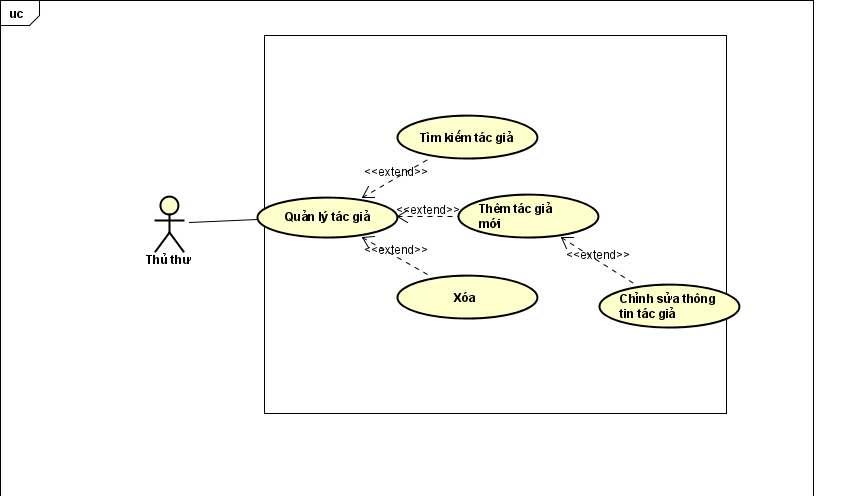 uc
Tìm kiếm tác giả
<<extend>>
Quản lý tác giả
<<extend>>
Thêm tác giả
mới
Thủ thư
<<extend>>
<<extend>>
Xóa
Chỉnh sửa thông
tin tác giả